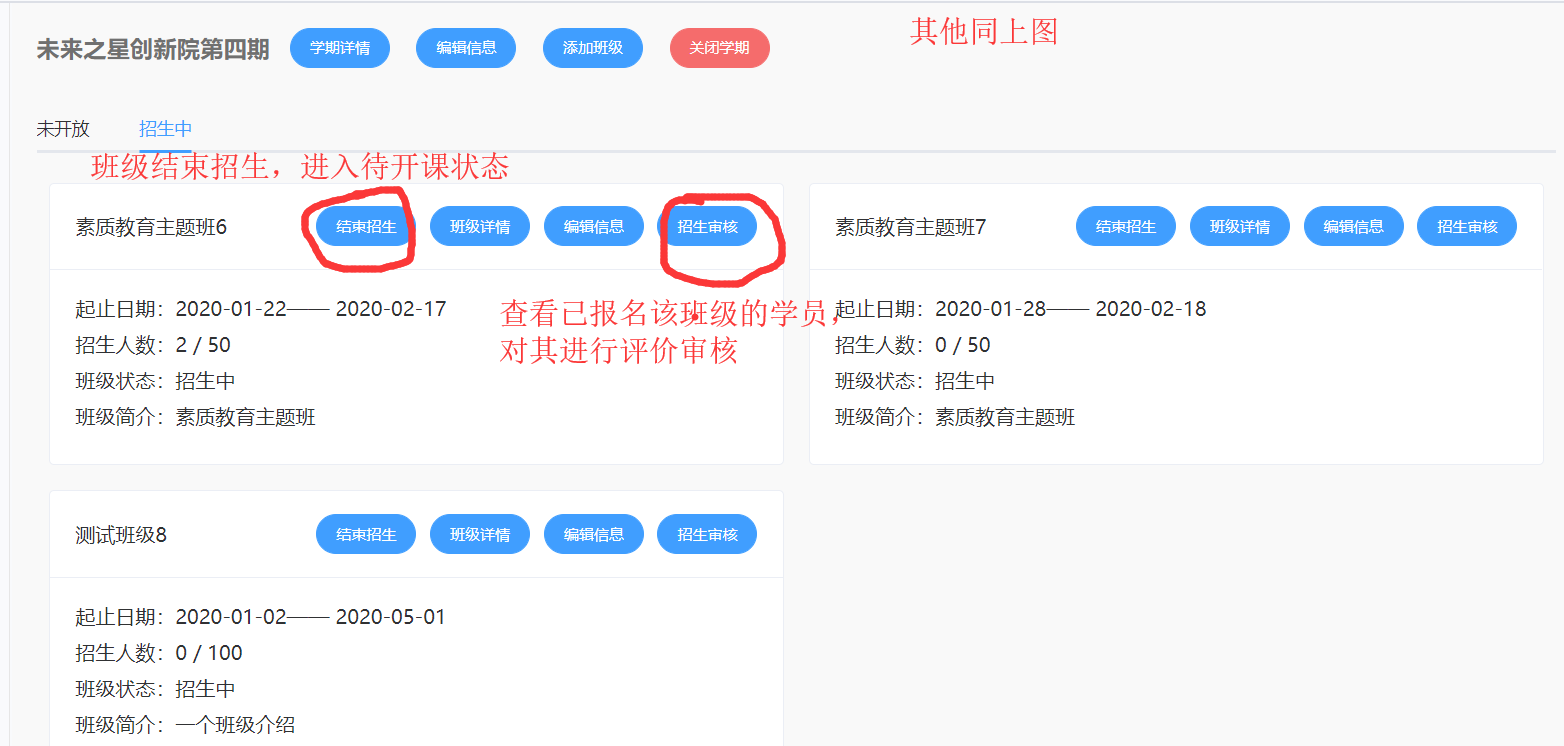 未来之星创新院第四期 学期详情 编辑信息 添加班级 关闭学期 其他同上图
未开放 招生中
班级结束招生，进入待开课状态
素质教育主题班6 结束招生 班级详情 编辑信息 招生审核
起止日期：2020-01-22—— 2020-02-17
招生人数：2 / 50
班级状态：招生中
班级简介：素质教育主题班
查看已报名该班级的学员，
对其进行评价审核
素质教育主题班7 结束招生 班级详情 编辑信息 招生审核
起止日期：2020-01-28—— 2020-02-18
招生人数：0 / 50
班级状态：招生中
班级简介：素质教育主题班
测试班级8 结束招生 班级详情 编辑信息 招生审核
起止日期：2020-01-02—— 2020-05-01
招生人数：0 / 100
班级状态：招生中
班级简介：一个班级介绍